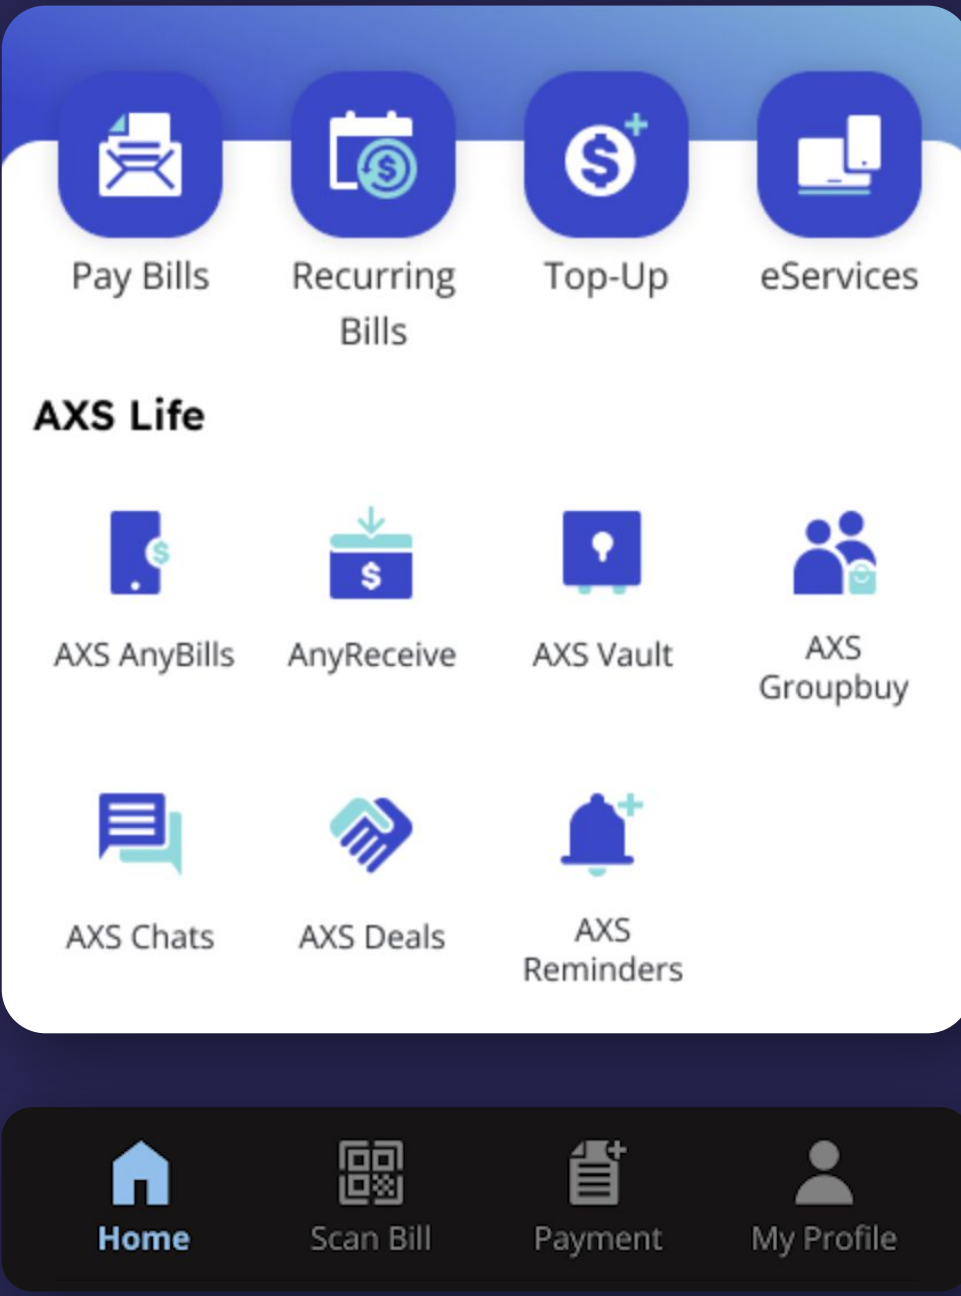 Pay Bills
Recurring
Bills
Top-Up
eServices
AXS Life
AXS AnyBills
AnyReceive
AXS Vault
AXS
Groupbuy
AXS Chats
AXS Deals
AXS
Reminders
Home
Scan Bill
Payment
My Profile